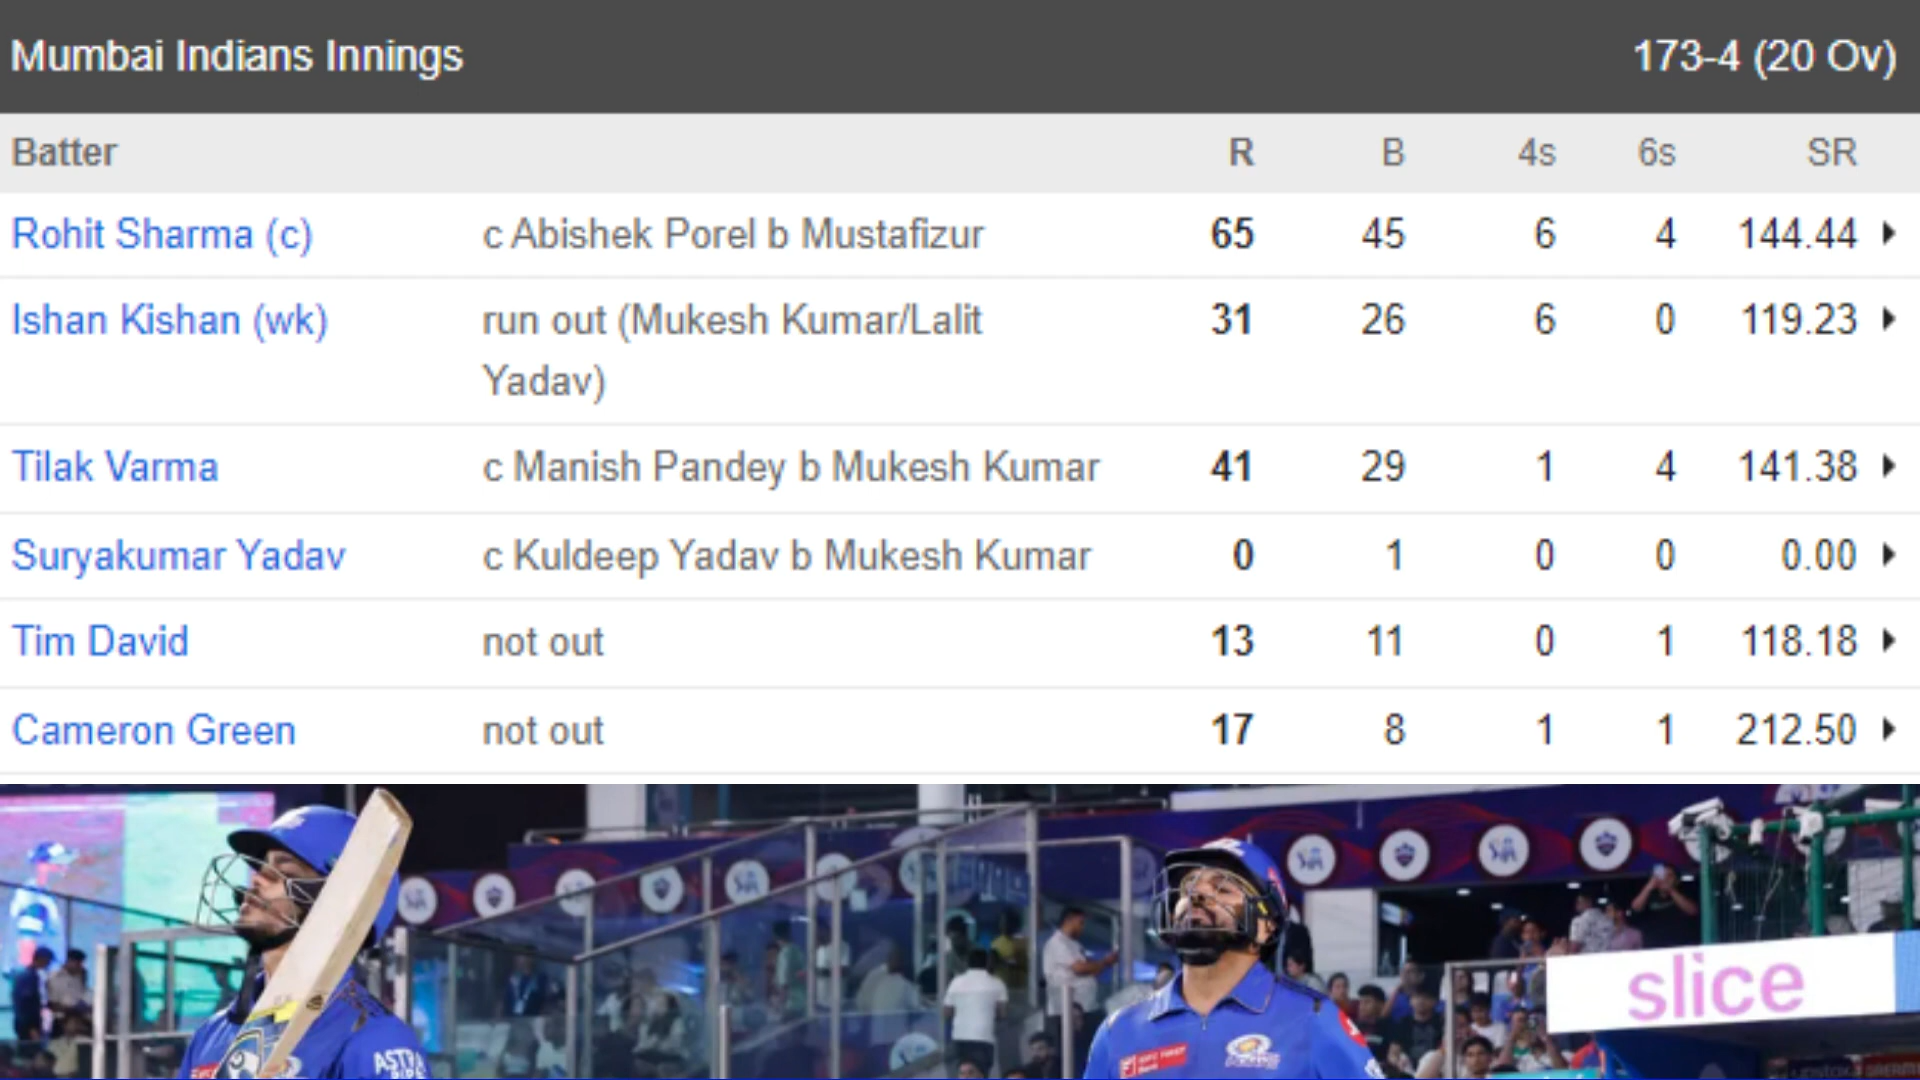 Mumbai Indians Innings 173-4 (20 Ov)
Batter R B 4s 6s SR
Rohit Sharma (c) c Abishek Porel b Mustafizur 65 45 6 4 144.44
Ishan Kishan (wk) run out (Mukesh Kumar/Lalit 31 26 6 0 119.23
Yadav)
Tilak Varma c Manish Pandey b Mukesh Kumar 41 29 1 4 141.38
Suryakumar Yadav c Kuldeep Yadav b Mukesh Kumar 0 1 0 0 0.00
Tim David not out 13 11 0 1 118.18
Cameron Green not out 17 8 1 1 212.50
slice